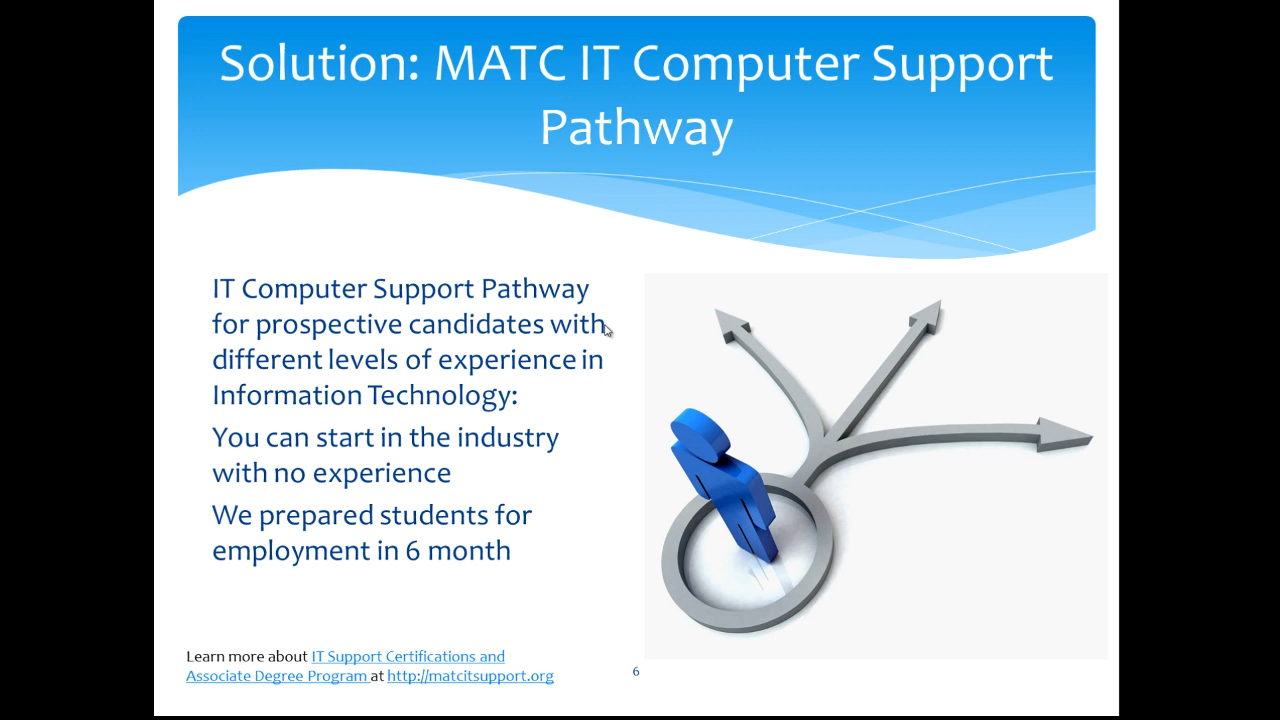 Solution: MATC IT Computer Support
Pathway
IT Computer Support Pathway
for prospective candidates with
different levels of experience in
Information Technology:
You can start in the industry
with no experience
We prepared students for
employment in 6 month
Learn more about IT Support Certifications and
Associate Degree Program at http://matcitsupport.org
6